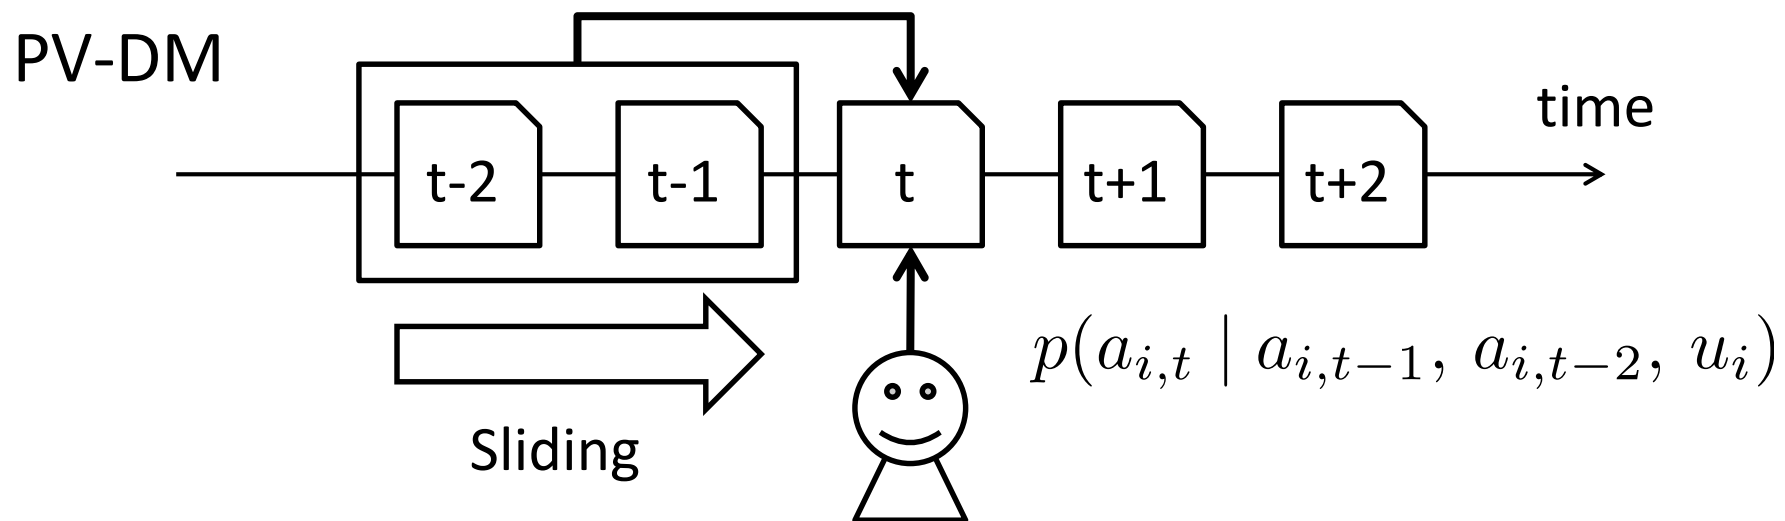 PV-DM
time
t-2 t-1 t t+1 t+2
p(a_{i,t} | a_{i,t-1}, a_{i,t-2}, u_i)
Sliding